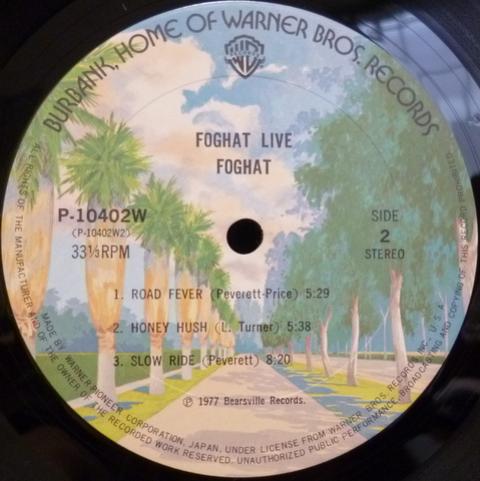 BURBANK, HOME OF WARNER BROS. RECORDS
FOGHAT LIVE
FOGHAT
P-10402W
(P-10402W2)
33⅓RPM
SIDE
2
STEREO
1. ROAD FEVER (Peverett-Price) 5:29
2. HONEY HUSH (L. Turner) 5:38
3. SLOW RIDE (Peverett) 8:20
℗ 1977 Bearsville Records.
MADE BY WARNER-PIONEER CORPORATION, JAPAN, UNDER LICENSE FROM WARNER BROS. RECORDS INC., U.S.A.
ALL RIGHTS OF THE MANUFACTURER AND OF THE OWNER OF THE RECORDED WORK RESERVED. UNAUTHORIZED PUBLIC PERFORMANCE, BROADCASTING AND COPYING OF THIS RECORD PROHIBITED